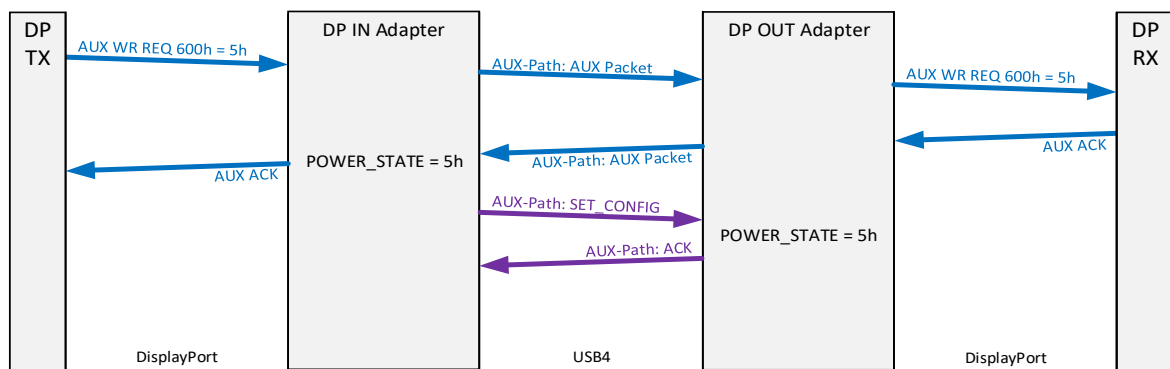 DP
TX
DP IN Adapter
DP OUT Adapter
DP
RX
AUX WR REQ 600h = 5h
AUX-Path: AUX Packet
AUX WR REQ 600h = 5h
AUX ACK
POWER_STATE = 5h
AUX-Path: AUX Packet
AUX ACK
AUX-Path: SET_CONFIG
POWER_STATE = 5h
AUX-Path: ACK
DisplayPort
USB4
DisplayPort